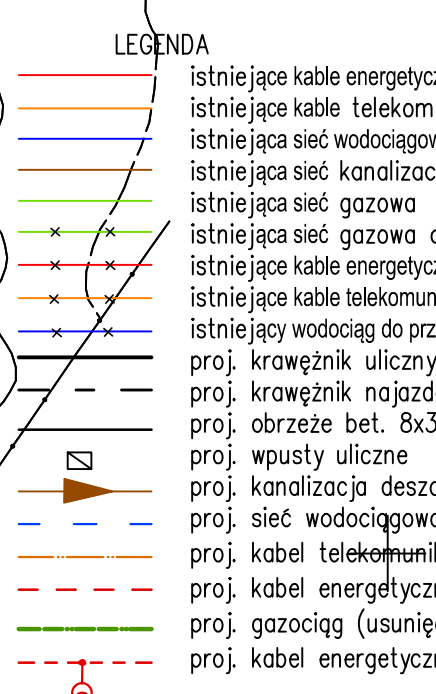 LEGENDA
istniejące kable energetycz
istniejące kable telekom
istniejąca sieć wodociągow
istniejąca sieć kanalizac
istniejąca sieć gazowa
istniejąca sieć gazowa
istniejące kable energetycz
istniejące kable telekomun
istniejący wodociąg do prz
proj. krawężnik uliczny
proj. krawężnik najazd
proj. obrzeże bet. 8x3
proj. wpusty uliczne
proj. kanalizacja deszc
proj. sieć wodociągowa
proj. kabel telekomunik
proj. kabel energetyczn
proj. gazociąg (usunię
proj. kabel energetyczn